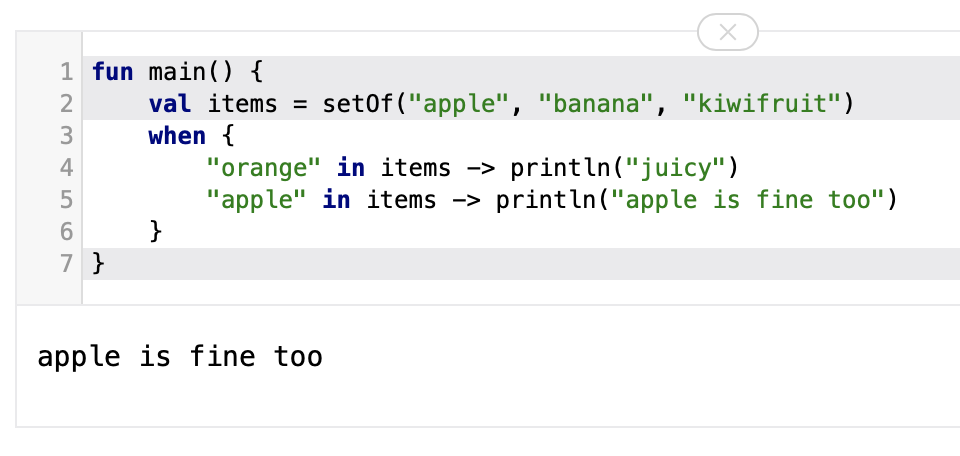 1 fun main() {
2     val items = setOf("apple", "banana", "kiwifruit")
3     when {
4         "orange" in items -> println("juicy")
5         "apple" in items -> println("apple is fine too")
6     }
7 }
apple is fine too